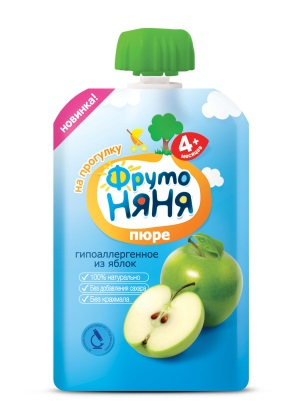 новинка!
на прогулку
4+
месяцев
Фруто
НЯНЯ
пюре
гипоаллергенное
из яблок
100% натурально
Без добавления сахара
Без крахмала